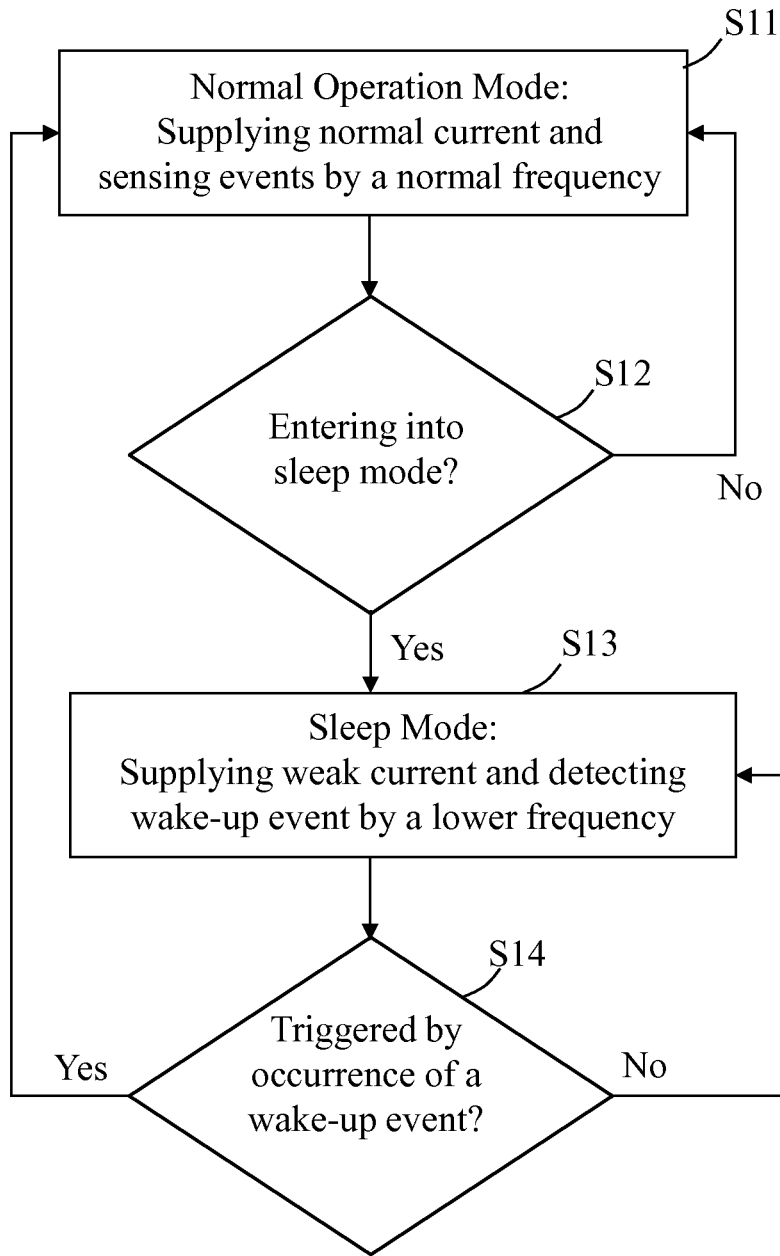 S11
Normal Operation Mode:
Supplying normal current and
sensing events by a normal frequency
S12
Entering into
sleep mode?
No
Yes
S13
Sleep Mode:
Supplying weak current and detecting
wake-up event by a lower frequency
S14
Triggered by
occurrence of a
wake-up event?
Yes
No